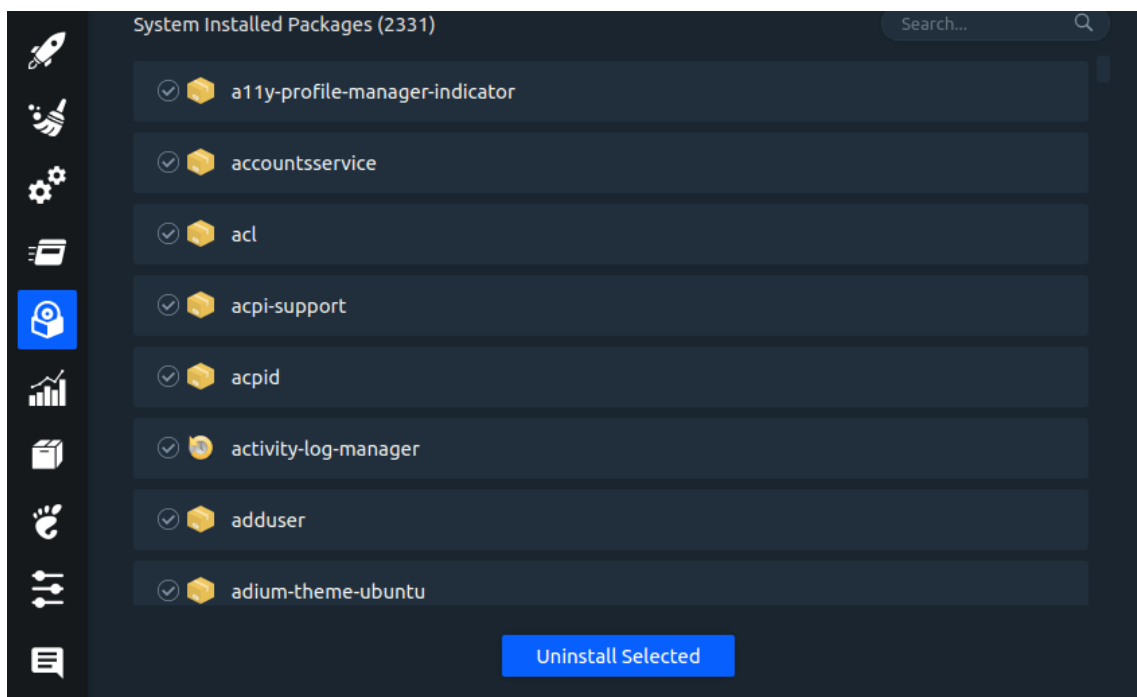 System Installed Packages (2331)
Search...
a11y-profile-manager-indicator
accountsservice
acl
acpi-support
acpid
activity-log-manager
adduser
adium-theme-ubuntu
Uninstall Selected